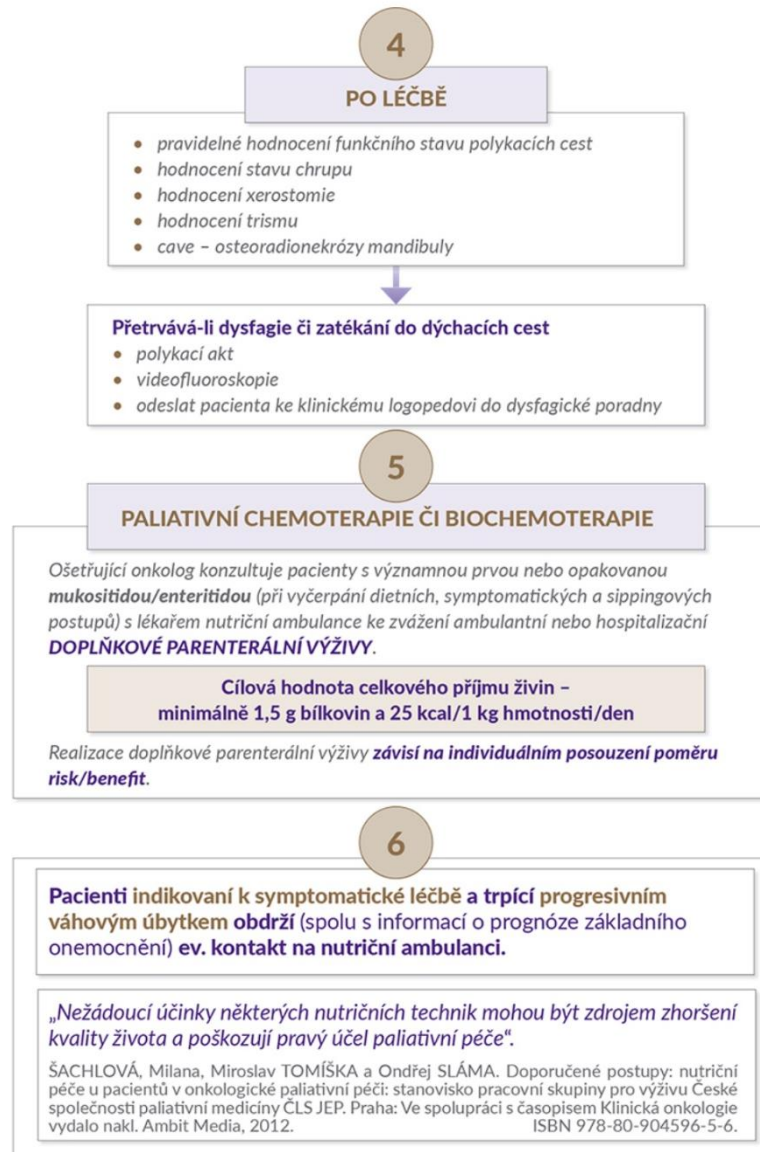 4
PO LÉČBĚ
• pravidelné hodnocení funkčního stavu polykacích cest
• hodnocení stavu chrupu
• hodnocení xerostomie
• hodnocení trismu
• cave – osteoradionekrózy mandibuly
Přetrvává-li dysfagie či zatékání do dýchacích cest
• polykací akt
• videofluoroskopie
• odeslat pacienta ke klinickému logopedovi do dysfagické poradny
5
PALIATIVNÍ CHEMOTERAPIE ČI BIOCHEMOTERAPIE
Ošetřující onkolog konzultuje pacienty s významnou prvou nebo opakovanou
mukositidou/enteritidou (při vyčerpání dietních, symptomatických a sippingových
postupů) s lékařem nutriční ambulance ke zvážení ambulantní nebo hospitalizační
DOPLŇKOVÉ PARENTERÁLNÍ VÝŽIVY.
Cílová hodnota celkového příjmu živin –
minimálně 1,5 g bílkovin a 25 kcal/1 kg hmotnosti/den
Realizace doplňkové parenterální výživy závisí na individuálním posouzení poměru
risk/benefit.
6
Pacienti indikovaní k symptomatické léčbě a trpící progresivním
váhovým úbytkem obdrží (spolu s informací o prognóze základního
onemocnění) ev. kontakt na nutriční ambulanci.
„Nežádoucí účinky některých nutričních technik mohou být zdrojem zhoršení
kvality života a poškozují pravý účel paliativní péče“.
ŠACHLOVÁ, Milana, Miroslav TOMÍŠKA a Ondřej SLÁMA. Doporučené postupy: nutriční
péče u pacientů v onkologické paliativní péči: stanovisko pracovní skupiny pro výživu České
společnosti paliativní medicíny ČLS JEP. Praha: Ve spolupráci s časopisem Klinická onkologie
vydalo nakl. Ambit Media, 2012. ISBN 978-80-904596-5-6.